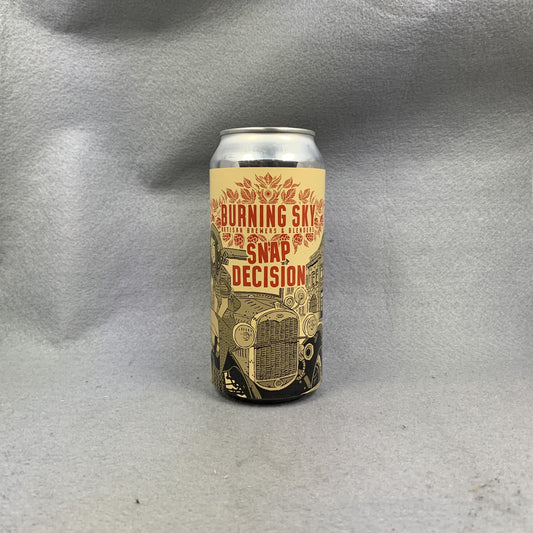 BURNING SKY
ARTISAN BREWERS & BLENDERS
SNAP
DECISION